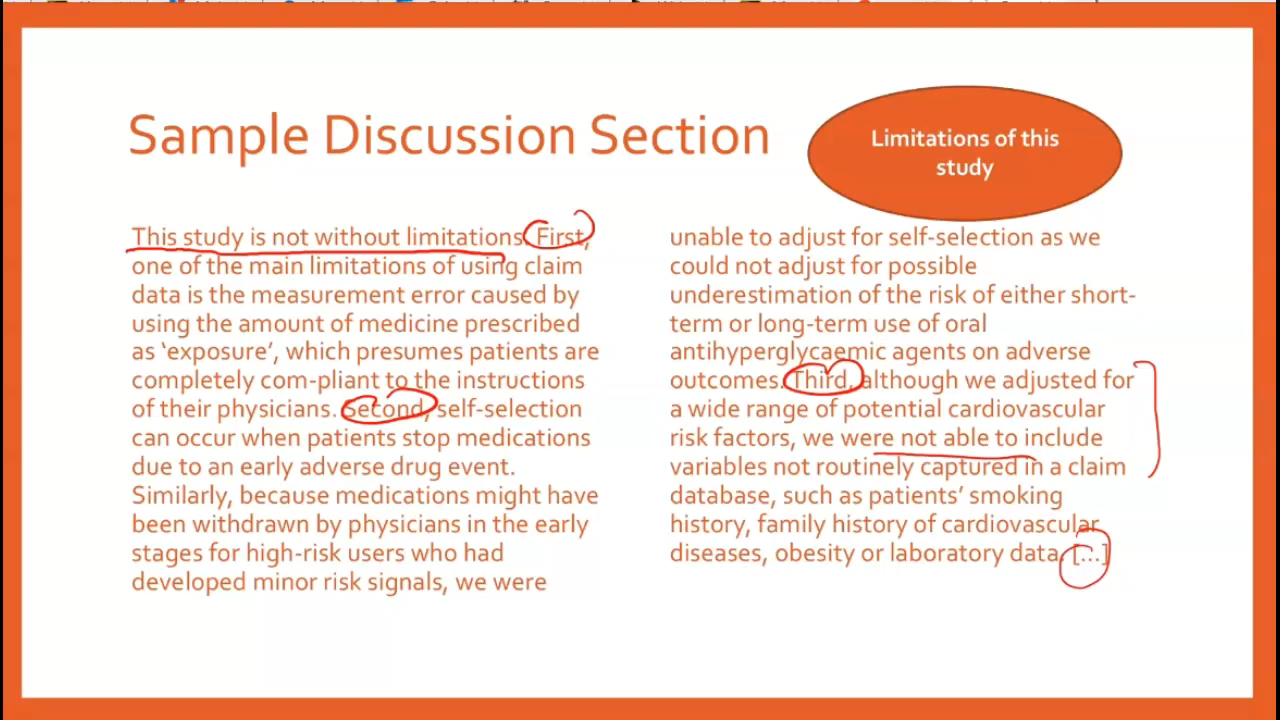 Sample Discussion Section
Limitations of this
study
This study is not without limitations. First,
one of the main limitations of using claim
data is the measurement error caused by
using the amount of medicine prescribed
as ‘exposure’, which presumes patients are
completely com-pliant to the instructions
of their physicians. Second, self-selection
can occur when patients stop medications
due to an early adverse drug event.
Similarly, because medications might have
been withdrawn by physicians in the early
stages for high-risk users who had
developed minor risk signals, we were
unable to adjust for self-selection as we
could not adjust for possible
underestimation of the risk of either short-
term or long-term use of oral
antihyperglycaemic agents on adverse
outcomes. Third, although we adjusted for
a wide range of potential cardiovascular
risk factors, we were not able to include
variables not routinely captured in a claim
database, such as patients’ smoking
history, family history of cardiovascular
diseases, obesity or laboratory data. [...]